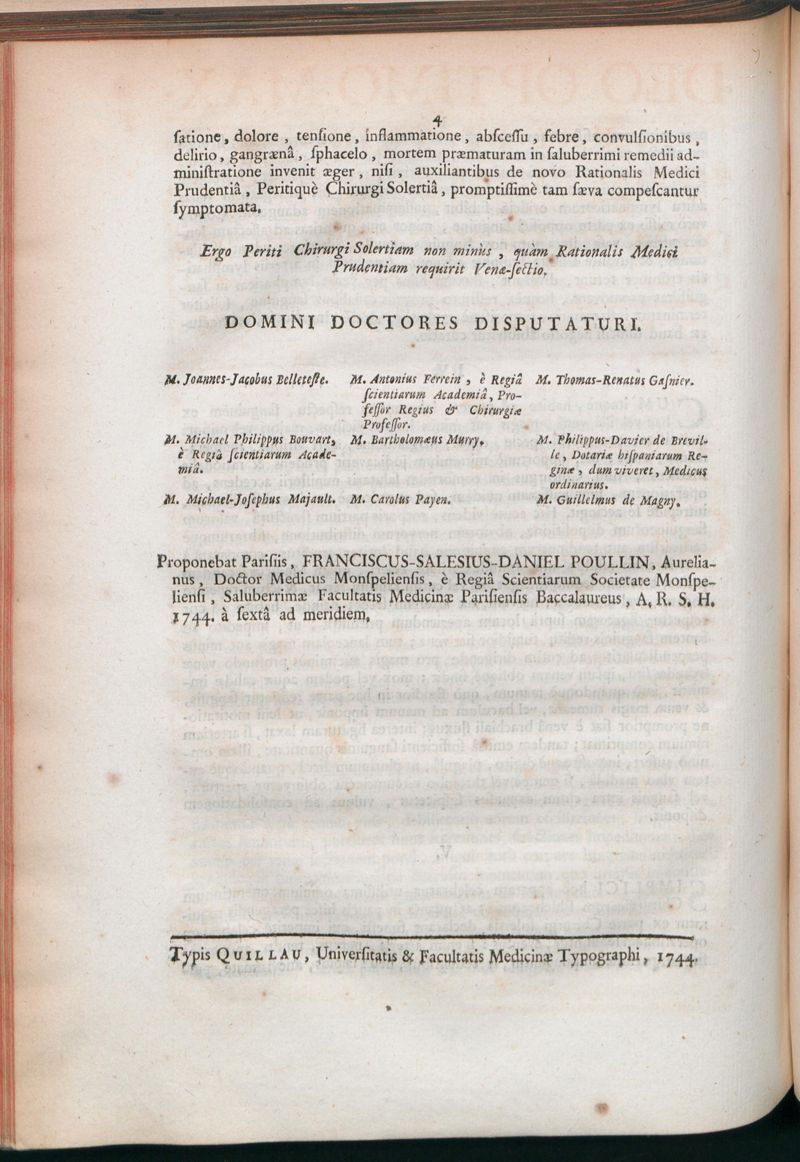 4
ſatione, dolore, tenſione, inflammatione, abſceſſu, febre, convulſionibus,
delirio, gangrænâ, ſphacelo, mortem præmaturam in ſaluberrimi remedii ad-
miniſtratione invenit æger, niſi, auxiliantibus de novo Rationalis Medici
Prudentiâ, Peritiquè Chirurgi Solertiâ, promptiſſimè tam ſæva compeſcantur
ſymptomata.
Ergo Periti Chirurgi Solertiam non minùs, quàm Rationalis Medici
Prudentiam requirit Venæ-ſectio.
DOMINI DOCTORES DISPUTATURI.
M. Joannes-Jacobus Belleteſte.
M. Antonius Ferrein, è Regiâ
ſcientiarum Academiâ, Pro-
feſſor Regius & Chirurgiæ
Profeſſor.
M. Thomas-Renatus Gaſnier.
M. Michael Philippus Bouvart,
è Regiâ ſcientiarum Acade-
miâ.
M. Bartholomæus Murry.
M. Philippus-Davier de Brevil-
le, Dotariæ hiſpaniarum Re-
ginæ, dum viveret, Medicus
ordinarius.
M. Michael-Joſephus Majault.
M. Carolus Payen.
M. Guillelmus de Magny.
Proponebat Pariſiis, FRANCISCUS-SALESIUS-DANIEL POULLIN, Aurelia-
nus, Doctor Medicus Monſpelienſis, è Regiâ Scientiarum Societate Monſpe-
lienſi, Saluberrimæ Facultatis Medicinæ Pariſienſis Baccalaureus, A. R. S. H.
1744. à ſextâ ad meridiem.
Typis QUILLAU, Univerſitatis & Facultatis Medicinæ Typographi, 1744.